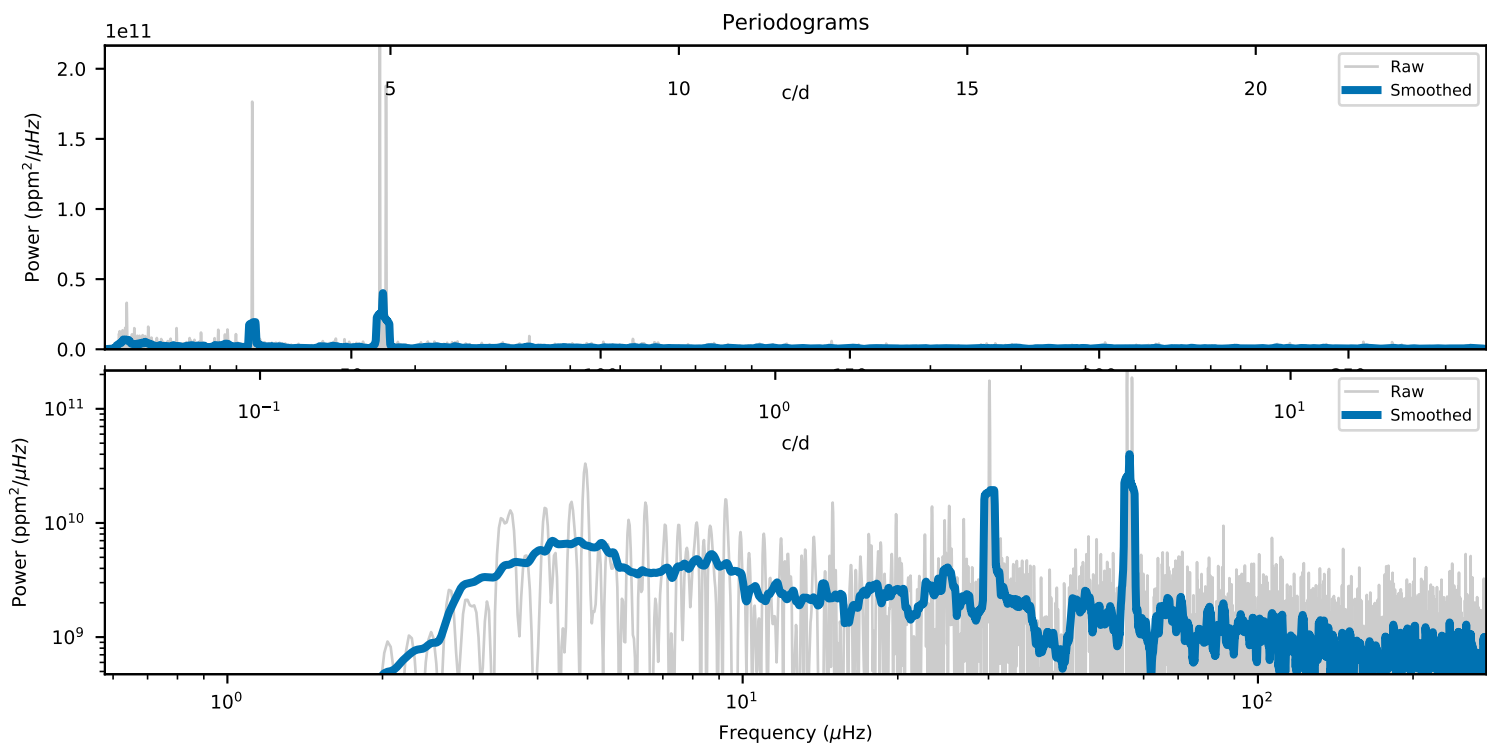 Periodograms
1e11
Power (ppm²/μHz)
2.0
1.5
1.0
0.5
0.0
5
10
15
20
c/d
Raw
Smoothed
Power (ppm²/μHz)
10¹¹
10¹⁰
10⁹
10⁻¹
10⁰
10¹
c/d
Raw
Smoothed
10⁰
10¹
10²
Frequency (μHz)